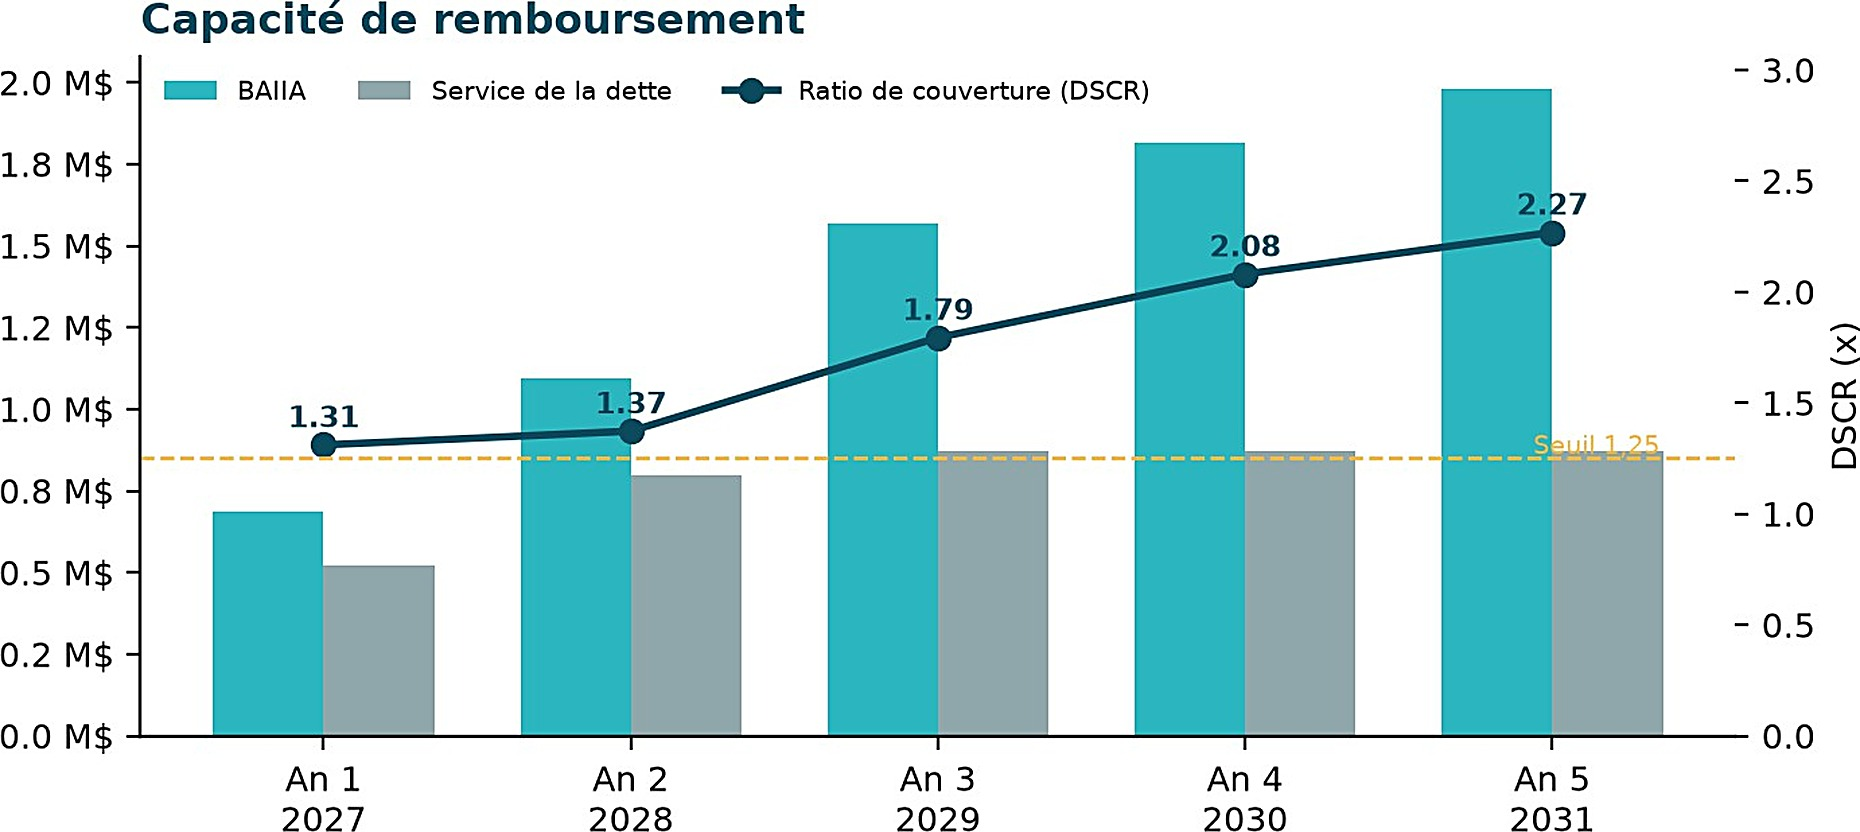 Capacité de remboursement
BAIIA
Service de la dette
Ratio de couverture (DSCR)
2.0 M$
1.8 M$
1.5 M$
1.2 M$
1.0 M$
0.8 M$
0.5 M$
0.2 M$
0.0 M$
1.31
1.37
1.79
2.08
2.27
Seuil 1,25
3.0
2.5
2.0
1.5
1.0
0.5
0.0
DSCR (x)
An 1
2027
An 2
2028
An 3
2029
An 4
2030
An 5
2031